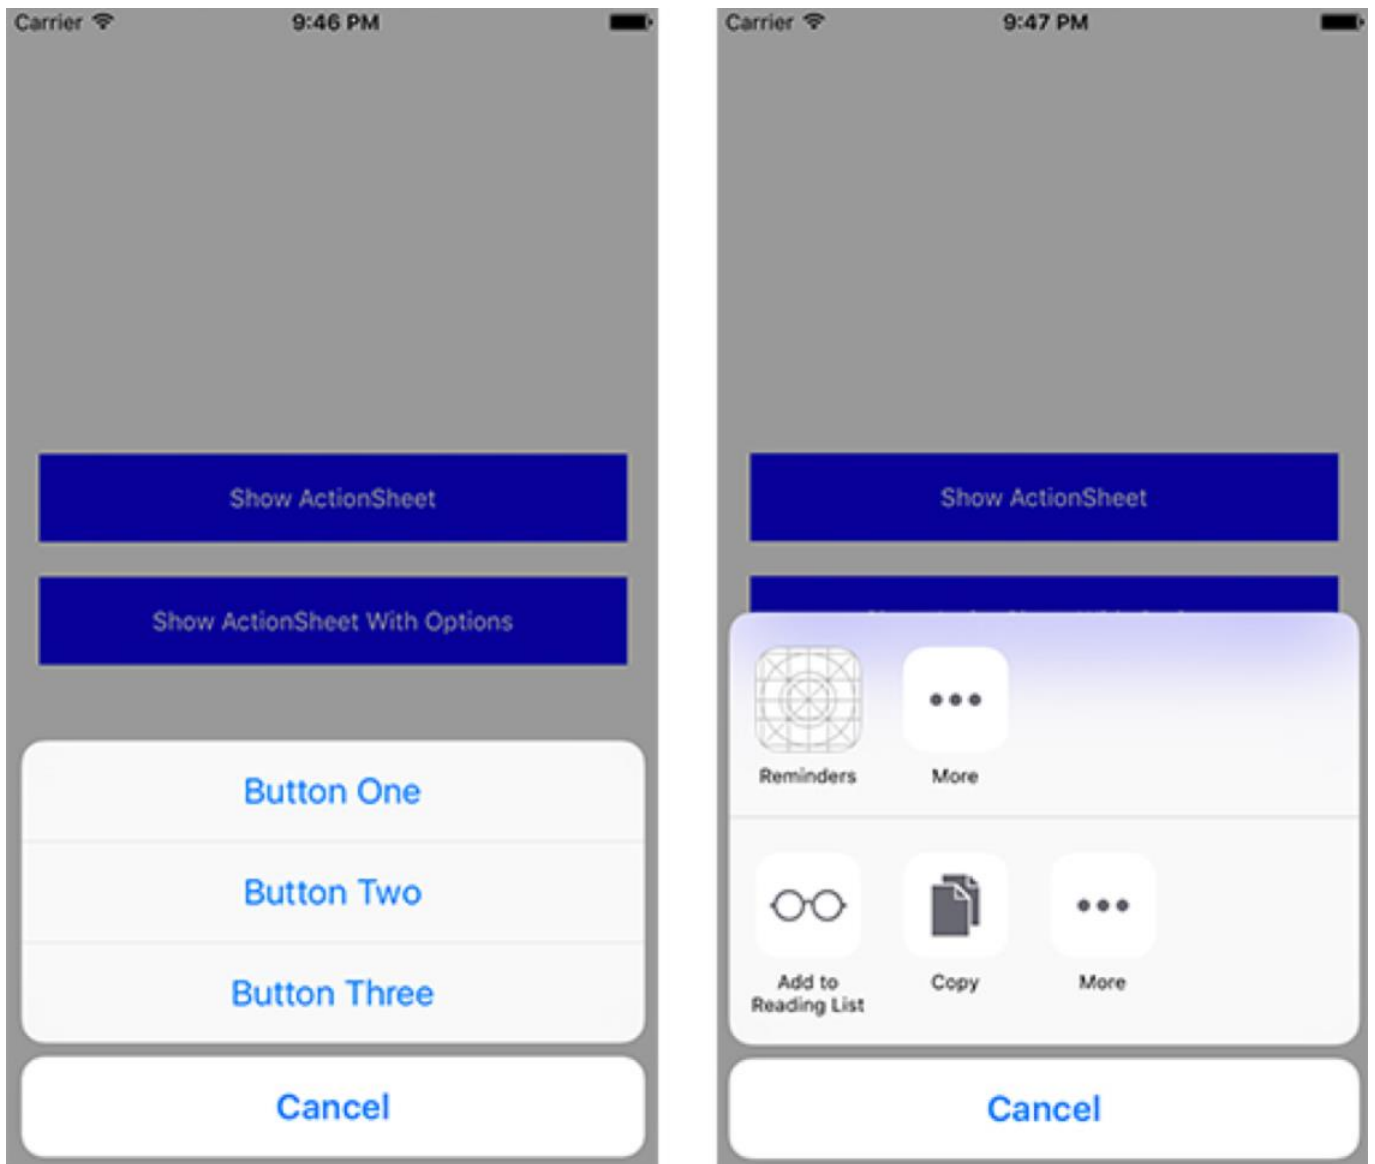 Carrier
9:46 PM
Show ActionSheet
Show ActionSheet With Options
Button One
Button Two
Button Three
Cancel
Carrier
9:47 PM
Show ActionSheet
Reminders
More
Add to
Reading List
Copy
More
Cancel